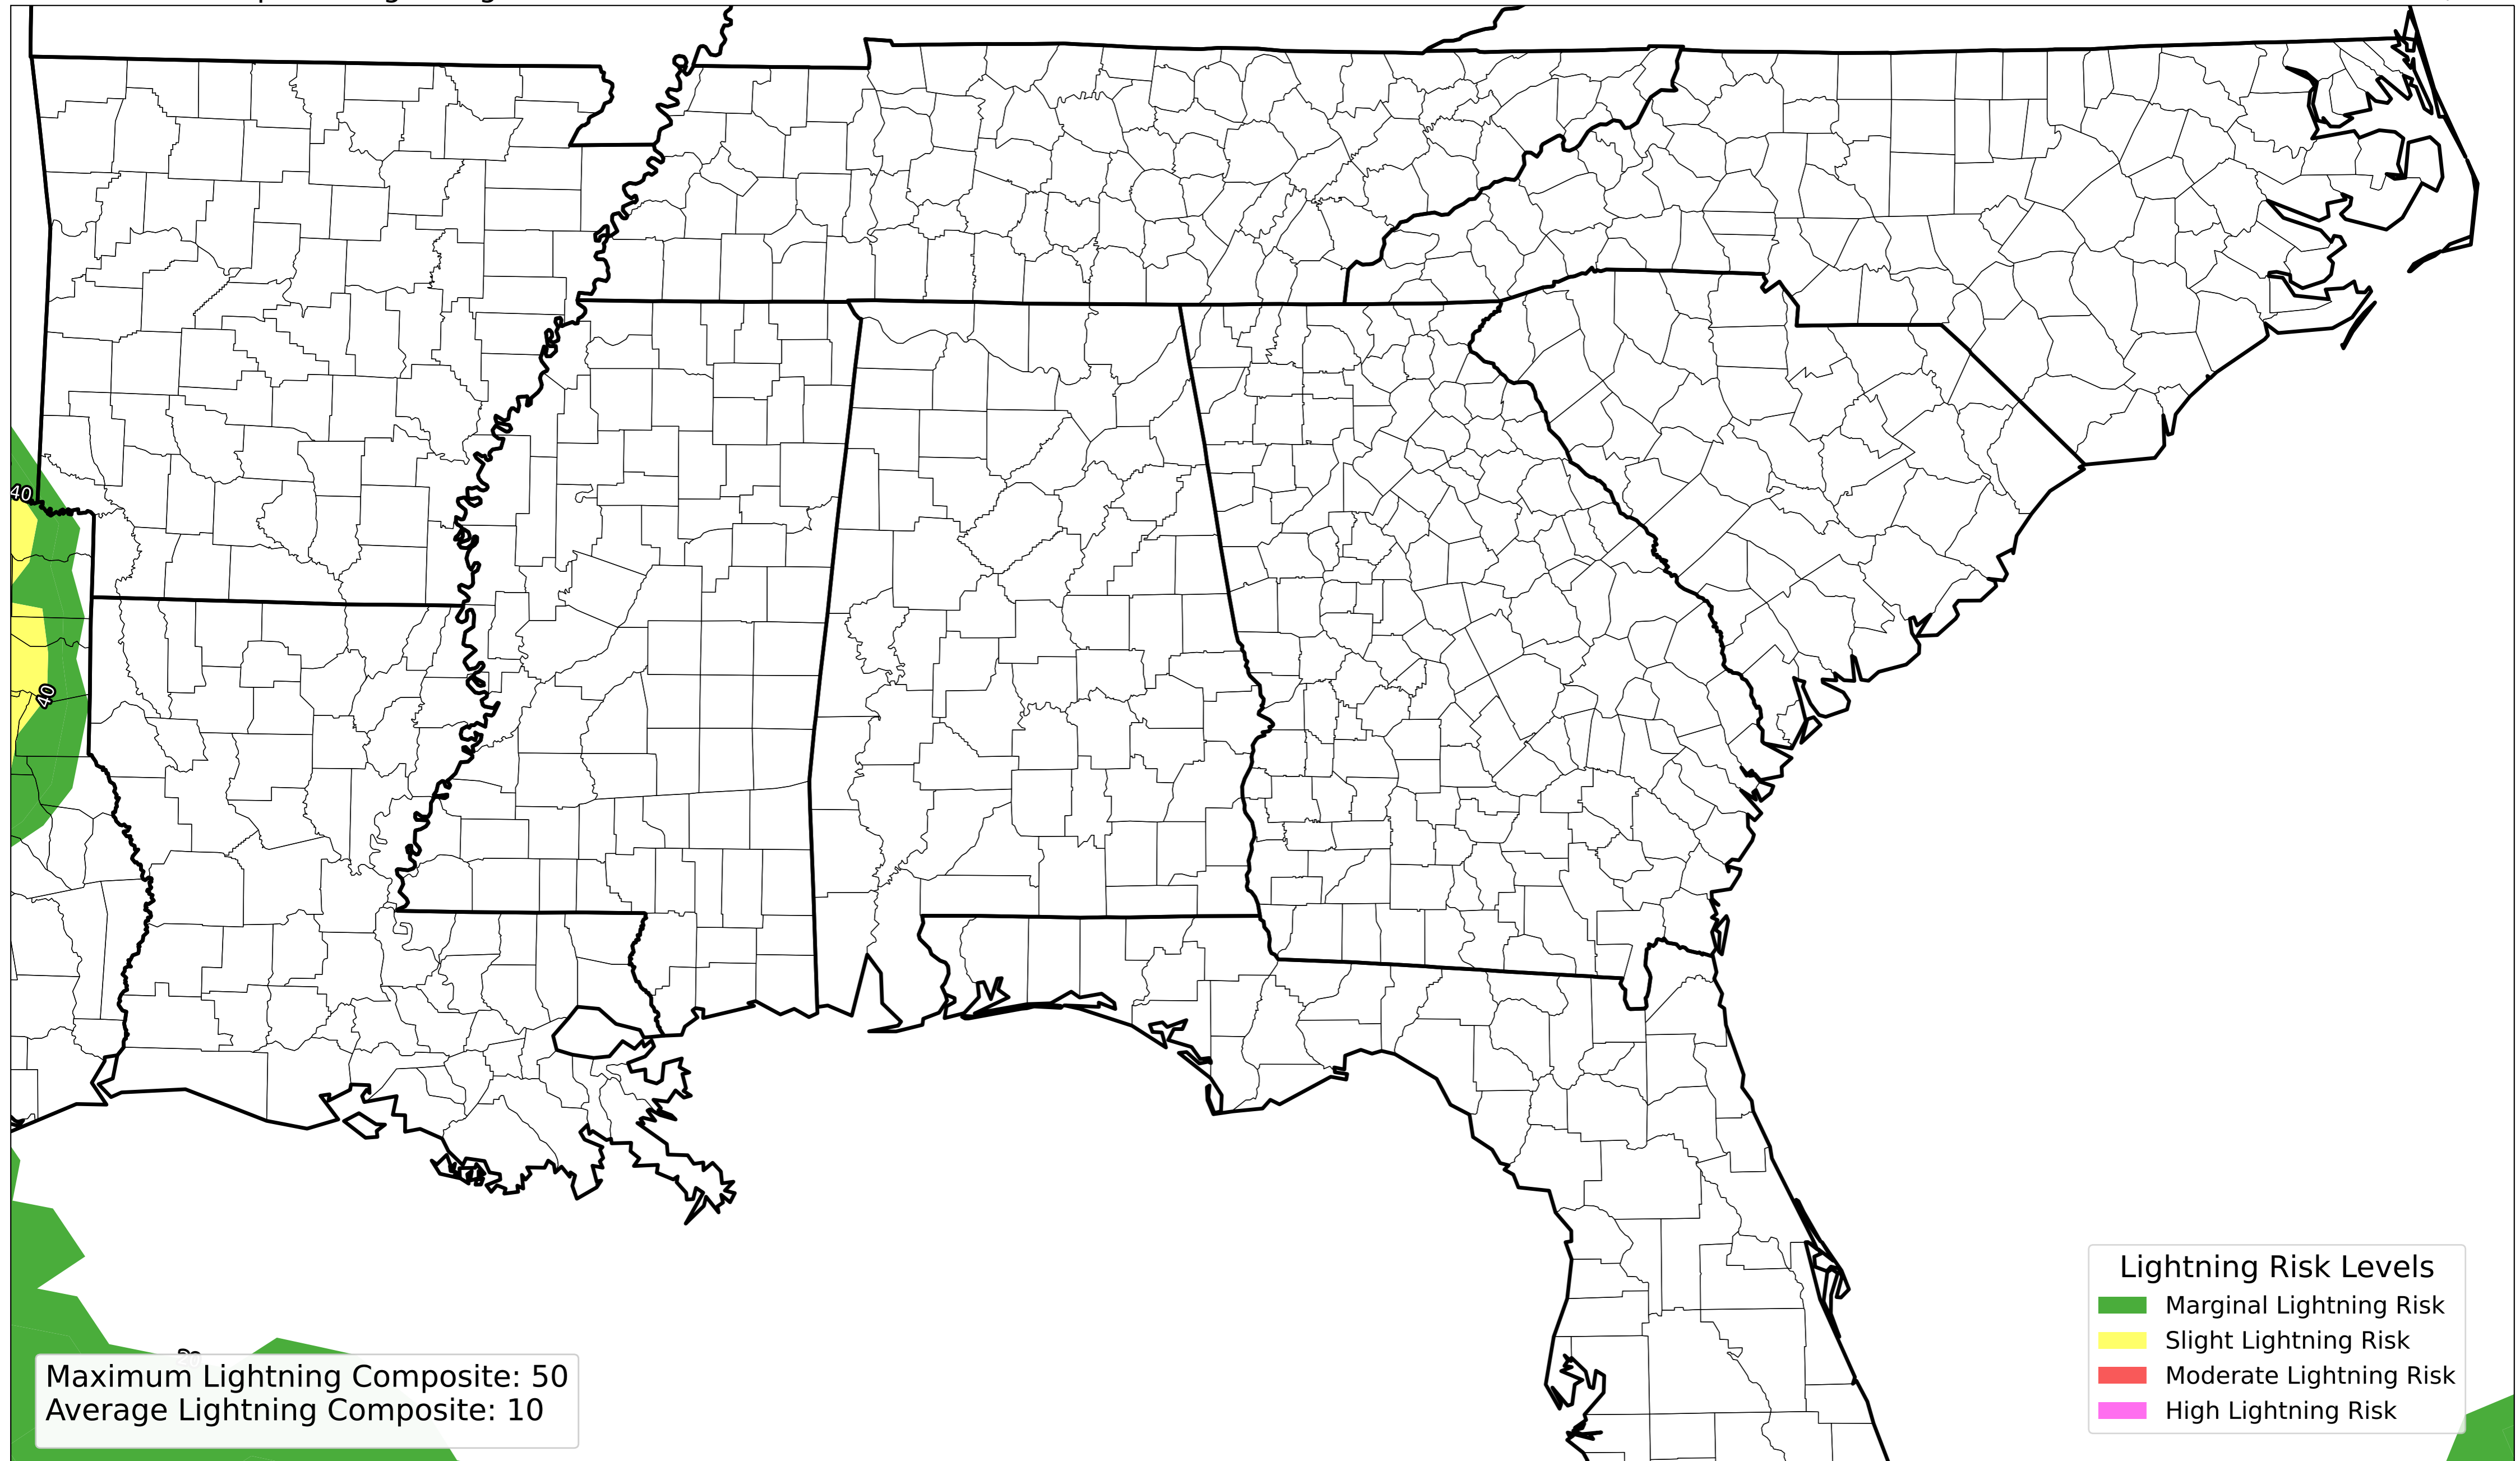 40
40
Maximum Lightning Composite: 50
Average Lightning Composite: 10
Lightning Risk Levels
Marginal Lightning Risk
Slight Lightning Risk
Moderate Lightning Risk
High Lightning Risk